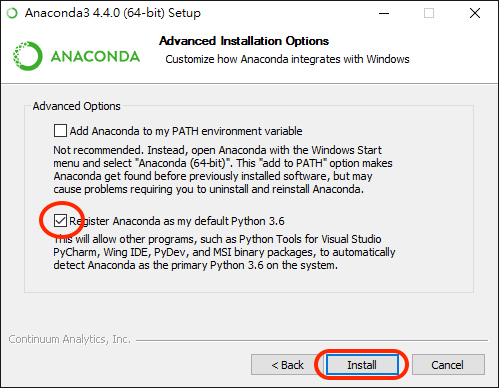 Anaconda3 4.4.0 (64-bit) Setup
Advanced Installation Options
Customize how Anaconda integrates with Windows
ANACONDA
Advanced Options
Add Anaconda to my PATH environment variable
Not recommended. Instead, open Anaconda with the Windows Start
menu and select "Anaconda (64-bit)". This "add to PATH" option makes
Anaconda get found before previously installed software, but may
cause problems requiring you to uninstall and reinstall Anaconda.
Register Anaconda as my default Python 3.6
This will allow other programs, such as Python Tools for Visual Studio
PyCharm, Wing IDE, PyDev, and MSI binary packages, to automatically
detect Anaconda as the primary Python 3.6 on the system.
Continuum Analytics, Inc.
< Back
Install
Cancel